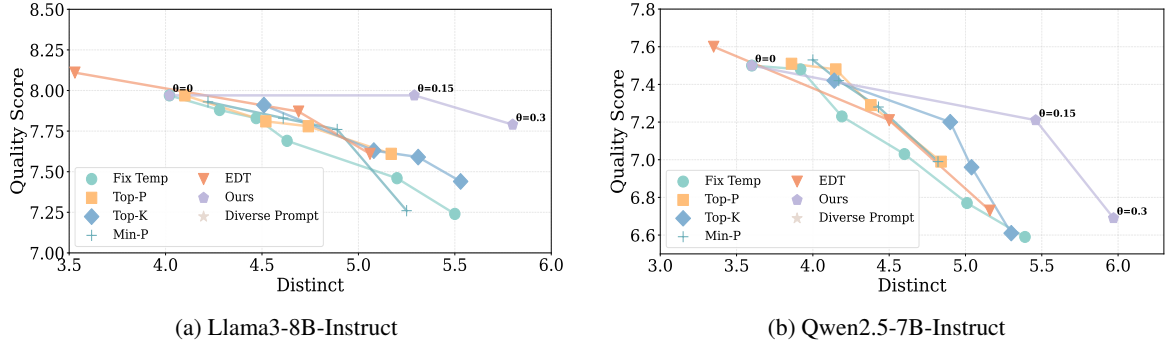 8.50
8.25
8.00
7.75
7.50
7.25
7.00
Quality Score
θ=0
θ=0.15
θ=0.3
Fix Temp
Top-P
Top-K
Min-P
EDT
Ours
Diverse Prompt
3.5 4.0 4.5 5.0 5.5 6.0
Distinct
(a) Llama3-8B-Instruct
7.8
7.6
7.4
7.2
7.0
6.8
6.6
Quality Score
θ=0
θ=0.15
θ=0.3
Fix Temp
Top-P
Top-K
Min-P
EDT
Ours
Diverse Prompt
3.0 3.5 4.0 4.5 5.0 5.5 6.0
Distinct
(b) Qwen2.5-7B-Instruct